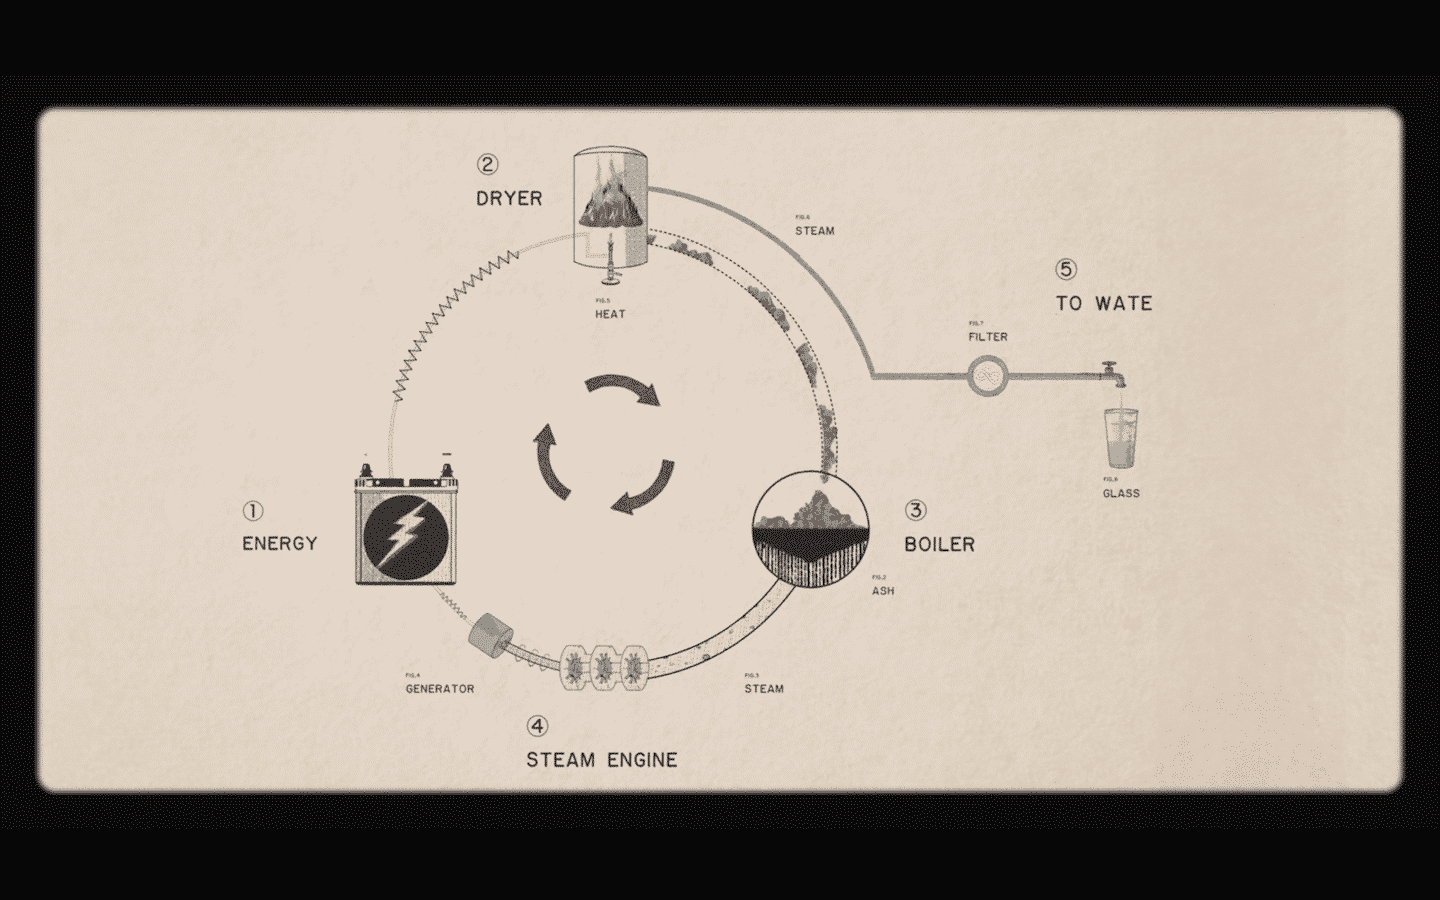 ②
DRYER
FIG.6
STEAM
⑤
TO WATE
FIG.5
HEAT
FIG.7
FILTER
①
ENERGY
③
BOILER
FIG.8
GLASS
FIG.2
ASH
FIG.4
GENERATOR
FIG.3
STEAM
④
STEAM ENGINE